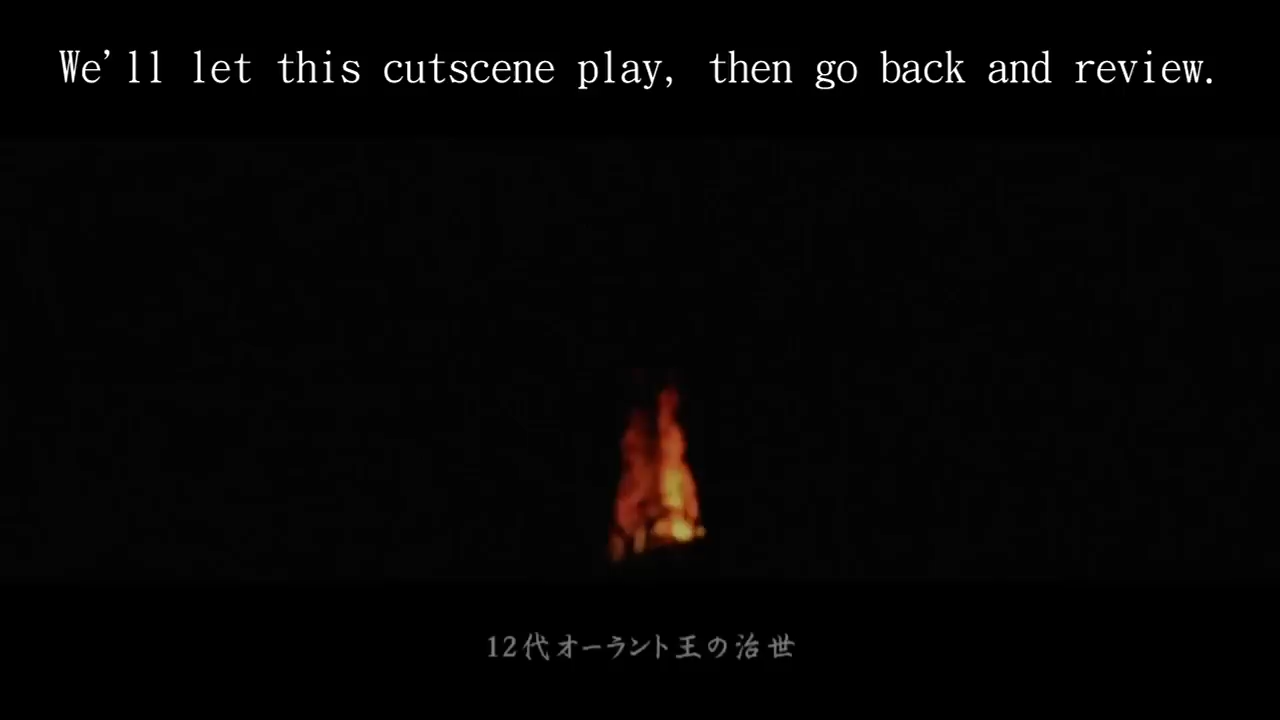 We'll let this cutscene play, then go back and review.
12代オーラント王の治世